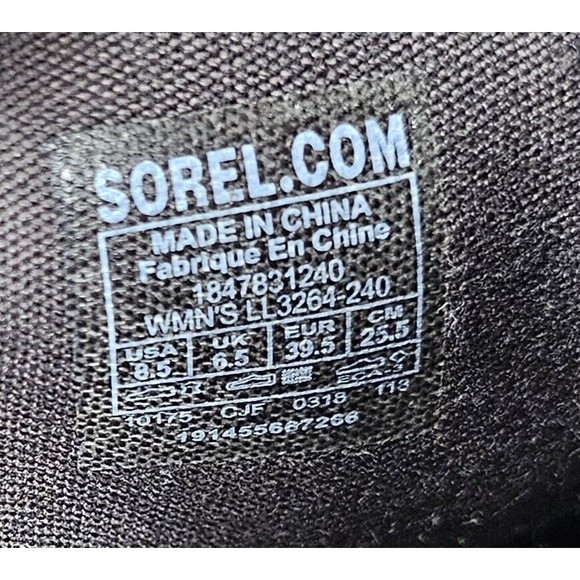 SOREL.COM
MADE IN CHINA
Fabriqué En Chine
1847831240
WMN'S LL3264-240
USA UK EUR CM
8.5 6.5 39.5 25.5
10175 CJF 0318 113
191455667266